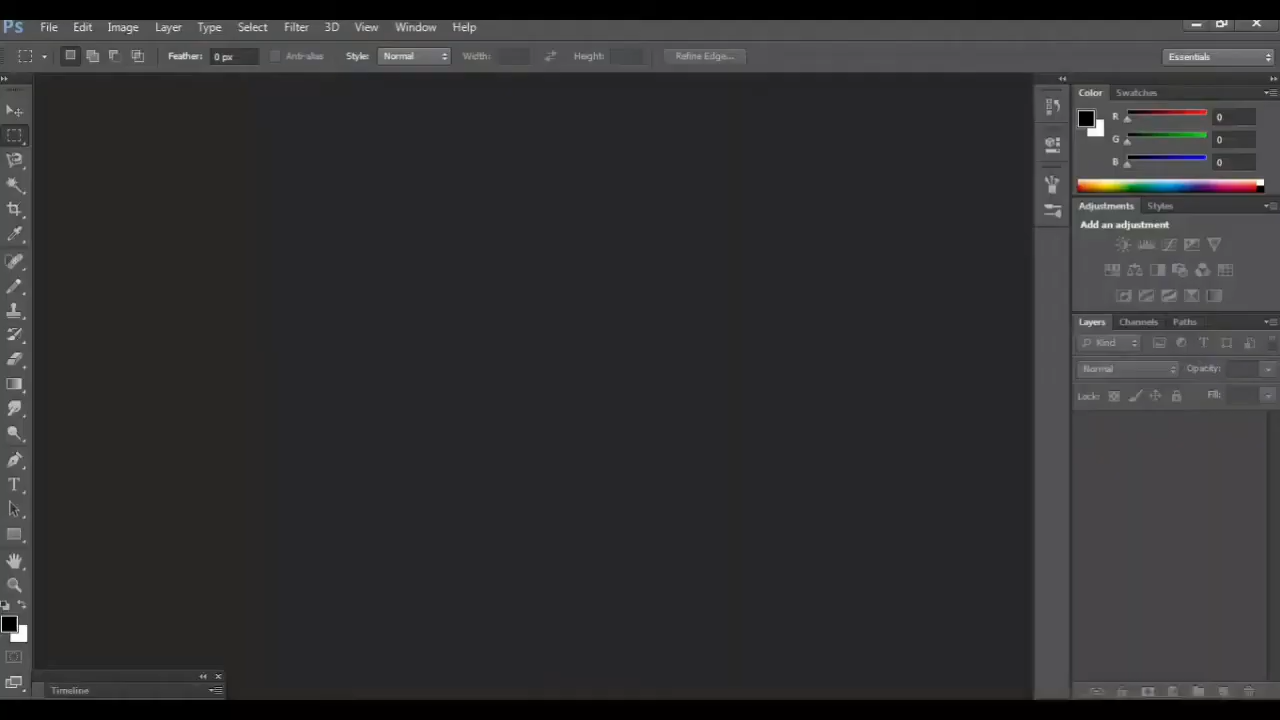 Ps File Edit Image Layer Type Select Filter 3D View Window Help
Feather: 0 px Anti-alias Style: Normal Width: Height: Refine Edge... Essentials
Color Swatches
R 0
G 0
B 0
Adjustments Styles
Add an adjustment
Layers Channels Paths
Kind T
Normal Opacity:
Lock: Fill:
T
Timeline